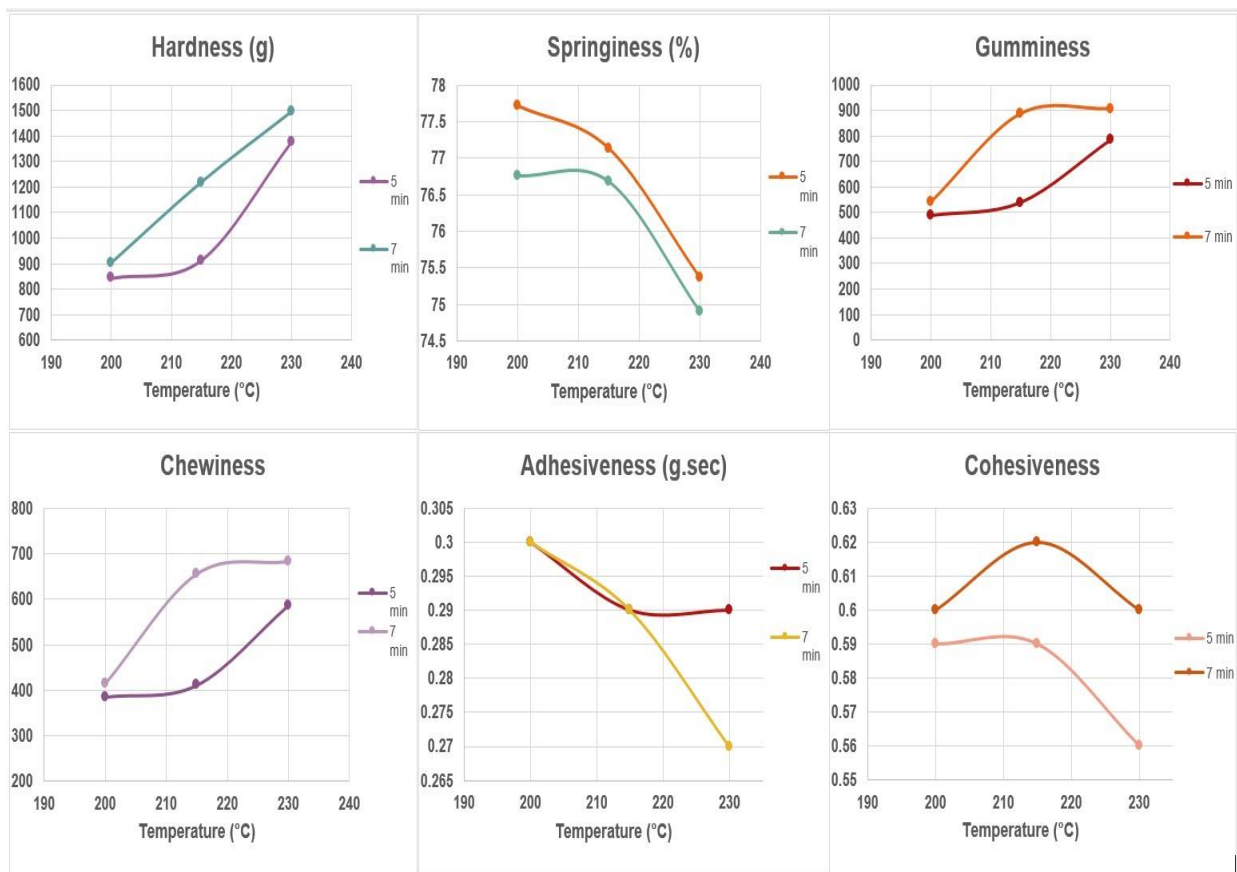 Hardness (g)
1600
1500
1400
1300
1200
1100
1000
900
800
700
600
190 200 210 220 230 240
Temperature (°C)
5
min
7
min
Springiness (%)
78
77.5
77
76.5
76
75.5
75
74.5
190 200 210 220 230 240
Temperature (°C)
5
min
7
min
Gumminess
1000
900
800
700
600
500
400
300
200
100
0
190 200 210 220 230 240
Temperature (°C)
5 min
7 min
Chewiness
800
700
600
500
400
300
200
190 200 210 220 230 240
Temperature (°C)
5
min
7
min
Adhesiveness (g.sec)
0.305
0.3
0.295
0.29
0.285
0.28
0.275
0.27
0.265
190 200 210 220 230
Temperature (°C)
5
min
7
min
Cohesiveness
0.63
0.62
0.61
0.6
0.59
0.58
0.57
0.56
0.55
190 200 210 220 230
Temperature (°C)
5 min
7 min